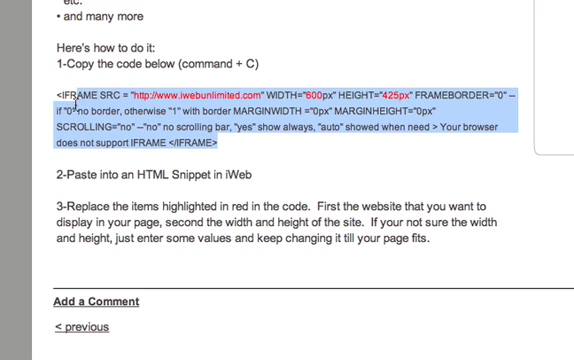 etc.
• and many more
Here's how to do it:
1-Copy the code below (command + C)
<IFRAME SRC = "http://www.iwebunlimited.com" WIDTH="600px" HEIGHT="425px" FRAMEBORDER="0" –
if "0" no border, otherwise "1" with border MARGINWIDTH ="0px" MARGINHEIGHT="0px"
SCROLLING="no" –"no" no scrolling bar, "yes" show always, "auto" showed when need > Your browser
does not support IFRAME </IFRAME>
2-Paste into an HTML Snippet in iWeb
3-Replace the items highlighted in red in the code.  First the website that you want to
display in your page, second the width and height of the site.  If your not sure the width
and height, just enter some values and keep changing it till your page fits.
Add a Comment
< previous